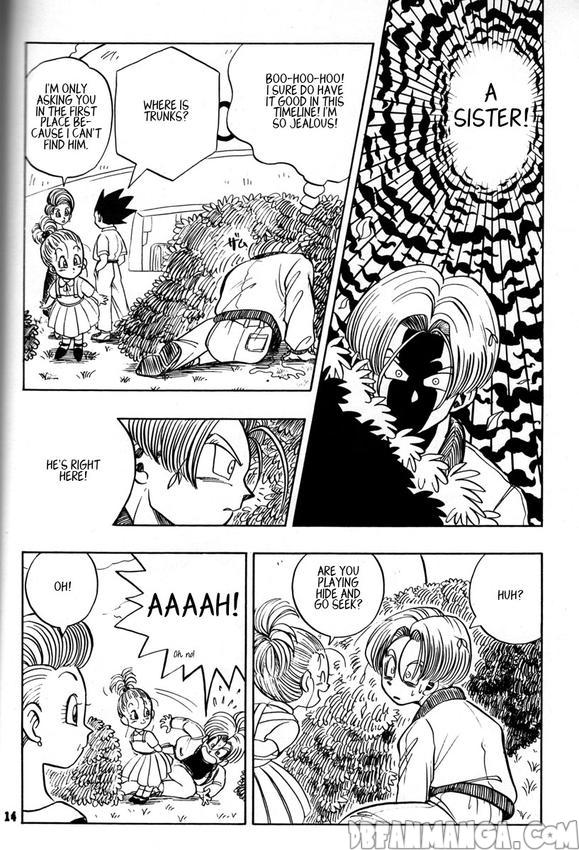 A
SISTER!
BOO-HOO-HOO!
I SURE DO HAVE
IT GOOD IN THIS
TIMELINE! I'M
SO JEALOUS!
WHERE IS
TRUNKS?
I'M ONLY
ASKING YOU
IN THE FIRST
PLACE BE-
CAUSE I CAN'T
FIND HIM.
HE'S RIGHT
HERE!
HUH?
ARE YOU
PLAYING
HIDE AND
GO SEEK?
AAAAH!
Oh no!
OH!
14
DBFANMANGA.COM